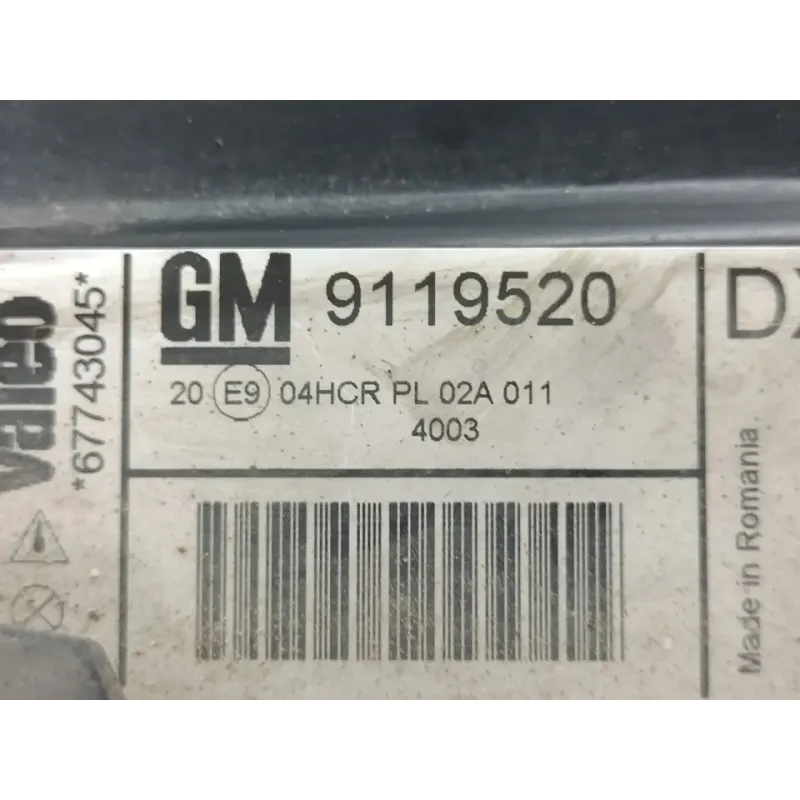 Valeo
*67743045*
GM 9119520
20 E9 04HCR PL 02A 011
4003
DX
Made in Romania